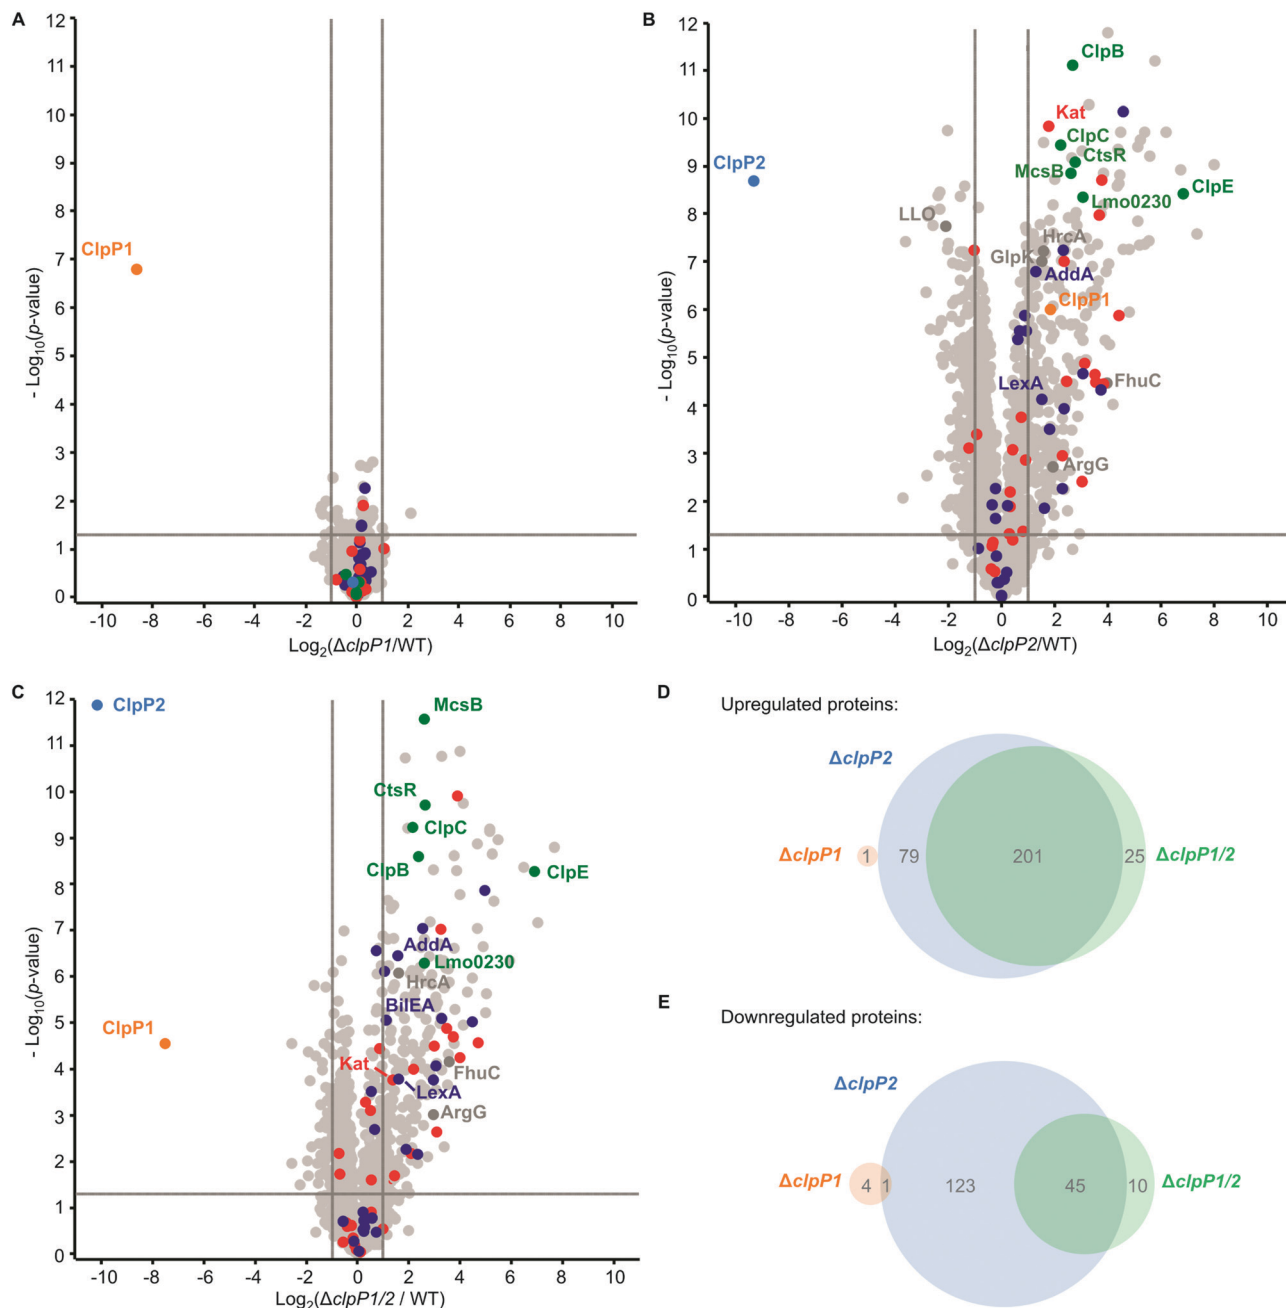 A
12
11
10
9
8
7
6
5
4
3
2
1
0
- Log10(p-value)
ClpP1
-10 -8 -6 -4 -2 0 2 4 6 8 10
Log2(ΔclpP1/WT)
B
12
11
10
9
8
7
6
5
4
3
2
1
0
- Log10(p-value)
ClpB
Kat
ClpC
CtsR
ClpP2
McsB
ClpE
Lmo0230
LLO
HrcA
GlpK
AddA
ClpP1
LexA
FhuC
ArgG
-10 -8 -6 -4 -2 0 2 4 6 8 10
Log2(ΔclpP2/WT)
C
12
11
10
9
8
7
6
5
4
3
2
1
0
- Log10(p-value)
ClpP2
McsB
CtsR
ClpC
ClpB
ClpE
AddA
Lmo0230
HrcA
BilEA
ClpP1
Kat
FhuC
LexA
ArgG
-10 -8 -6 -4 -2 0 2 4 6 8 10
Log2(ΔclpP1/2 / WT)
D
Upregulated proteins:
ΔclpP2
ΔclpP1 1 79 201 25 ΔclpP1/2
E
Downregulated proteins:
ΔclpP2
ΔclpP1 4 1 123 45 10 ΔclpP1/2